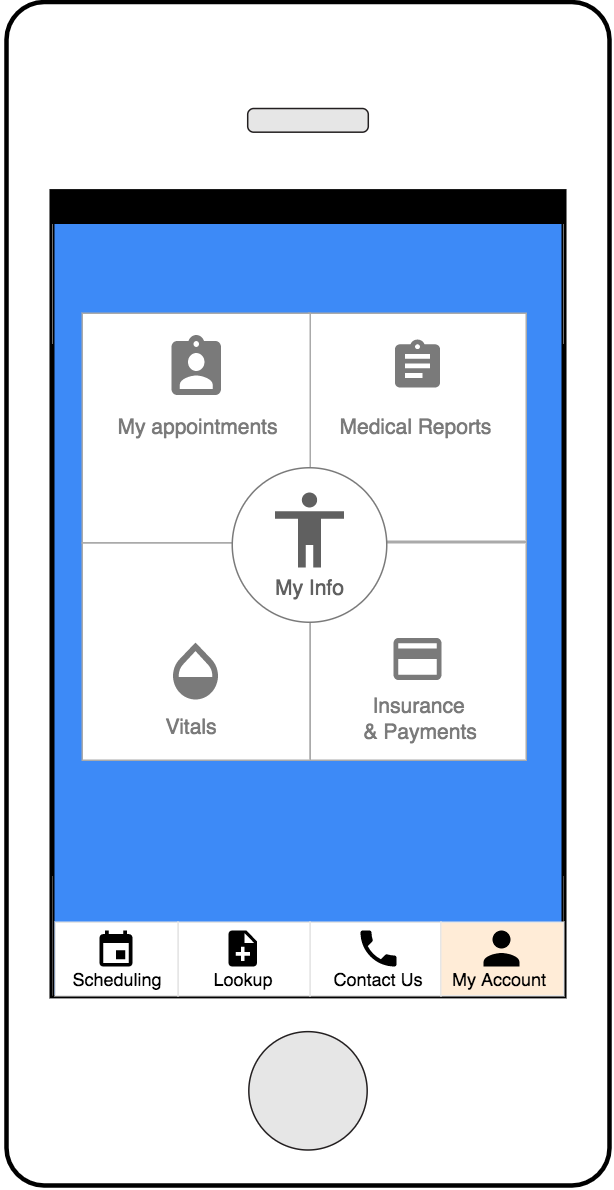 My appointments
Medical Reports
My Info
Vitals
Insurance
& Payments
Scheduling
Lookup
Contact Us
My Account